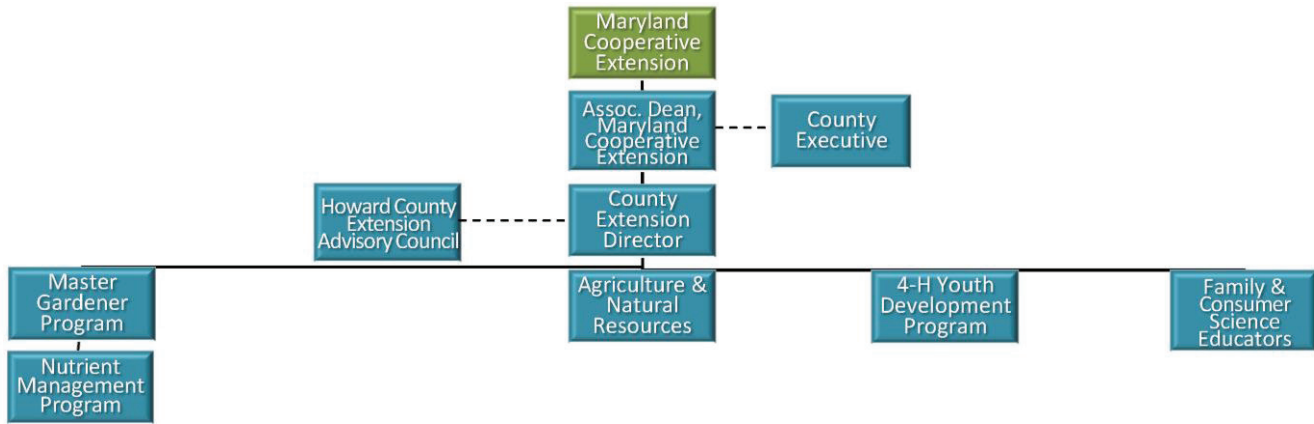 Maryland
Cooperative
Extension
Assoc. Dean,
Maryland
Cooperative
Extension
County
Executive
Howard County
Extension
Advisory Council
County
Extension
Director
Master
Gardener
Program
Agriculture &
Natural
Resources
4-H Youth
Development
Program
Family &
Consumer
Science
Educators
Nutrient
Management
Program